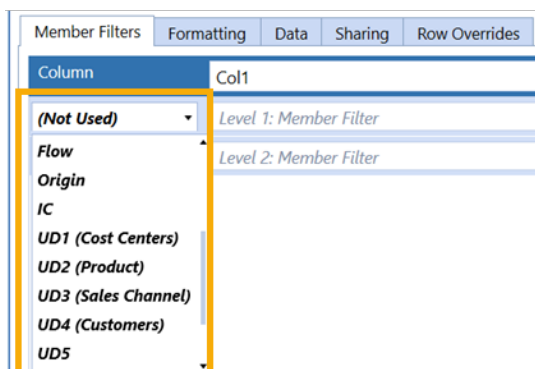 Member Filters Formatting Data Sharing Row Overrides
Column Col1
(Not Used) Level 1: Member Filter
Flow Level 2: Member Filter
Origin
IC
UD1 (Cost Centers)
UD2 (Product)
UD3 (Sales Channel)
UD4 (Customers)
UD5